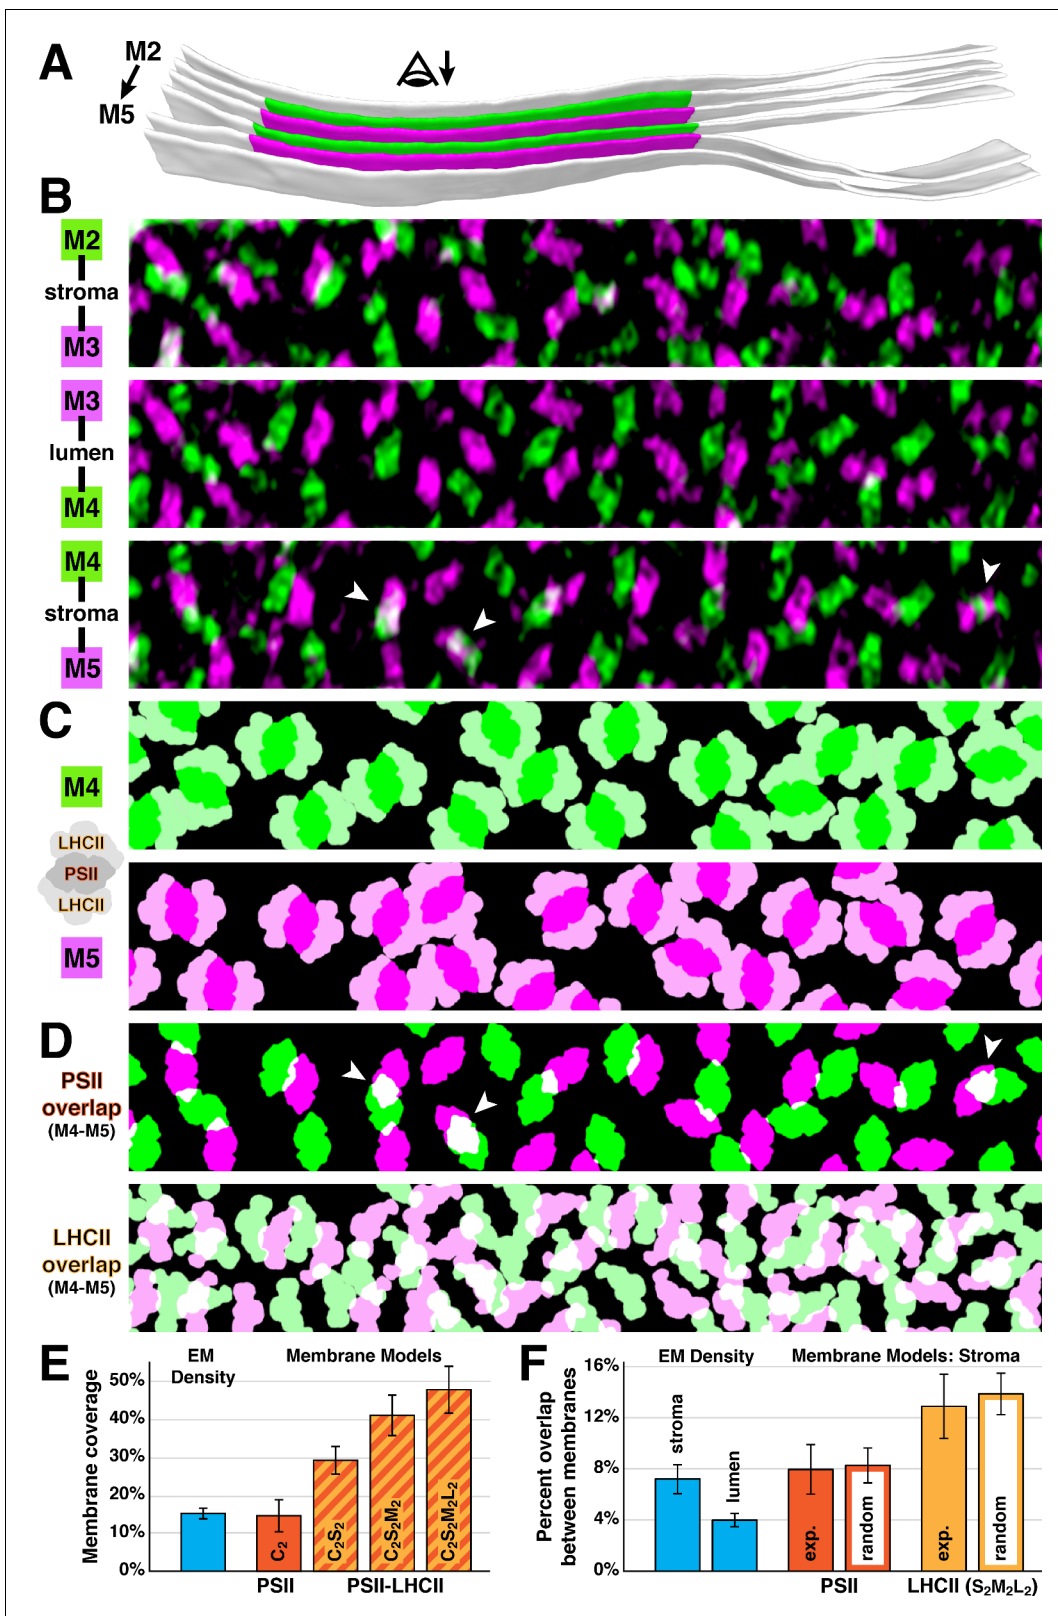 A
M2
M5
B
M2
stroma
M3
M3
lumen
M4
M4
stroma
M5
C
M4
LHCII
PSII
LHCII
M5
D
PSII
overlap
(M4-M5)
LHCII
overlap
(M4-M5)
E
EM
Density
Membrane Models
Membrane coverage
50%
40%
30%
20%
10%
0%
C2
C2S2
C2S2M2
C2S2M2L2
PSII
PSII-LHCII
F
EM Density
Membrane Models: Stroma
Percent overlap
between membranes
16%
12%
8%
4%
0%
stroma
lumen
exp.
random
exp.
random
PSII
LHCII (S2M2L2)